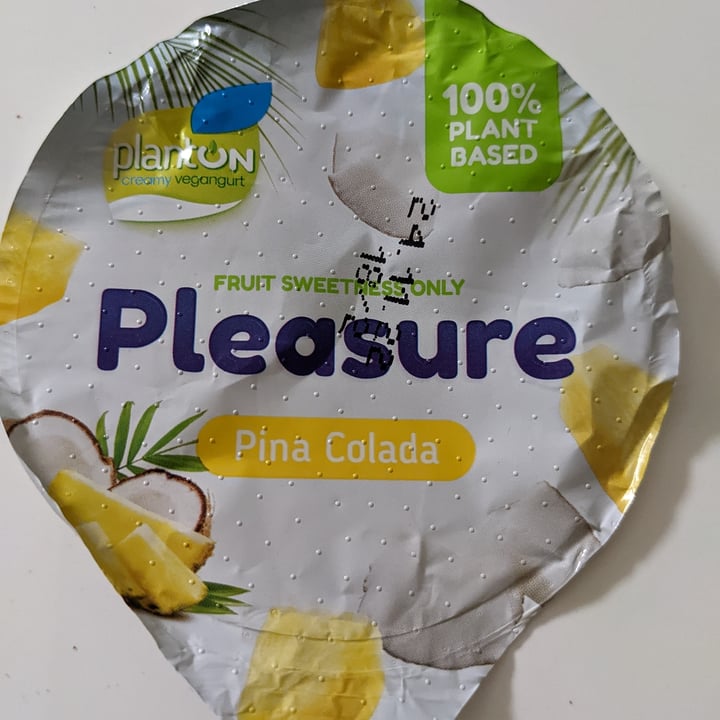 plantON
creamy vegangurt
100%
PLANT
BASED
FRUIT SWEETNESS ONLY
Pleasure
Pina Colada